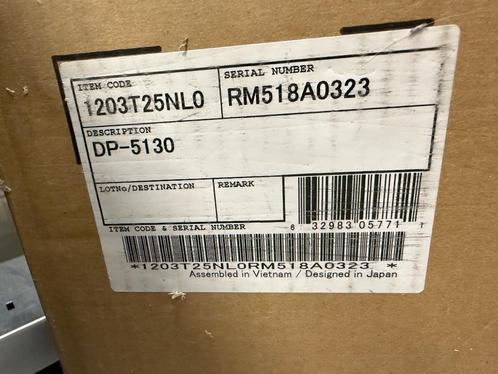 ITEM CODE
1203T25NL0
SERIAL NUMBER
RM518A0323
DESCRIPTION
DP-5130
LOTNo/DESTINATION
REMARK
ITEM CODE & SERIAL NUMBER
6 32983 05771 1
*1203T25NL0RM518A0323 *
Assembled in Vietnam / Designed in Japan